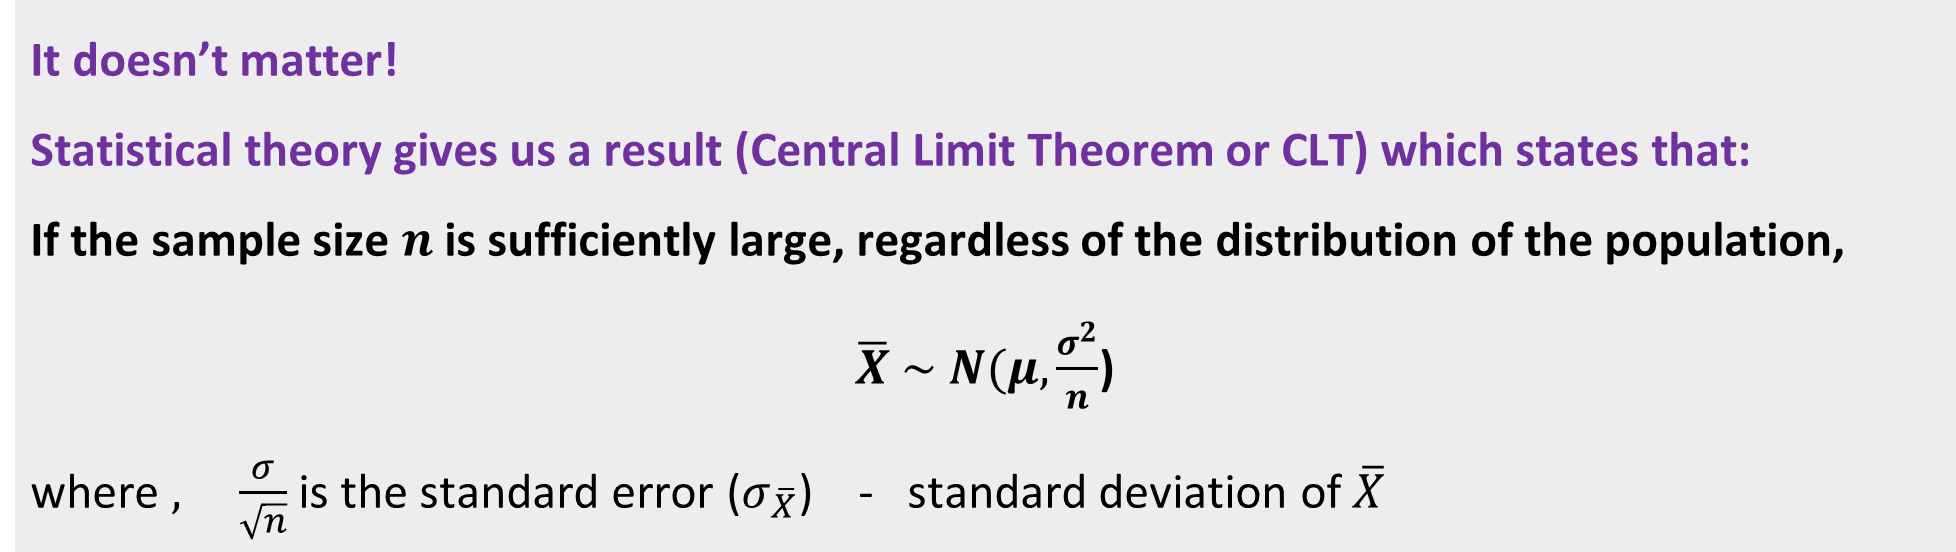 It doesn’t matter!
Statistical theory gives us a result (Central Limit Theorem or CLT) which states that:
If the sample size n is sufficiently large, regardless of the distribution of the population,
X̅ ~ N(μ, σ²/n)
where , σ/√n is the standard error (σ_X̅) - standard deviation of X̅